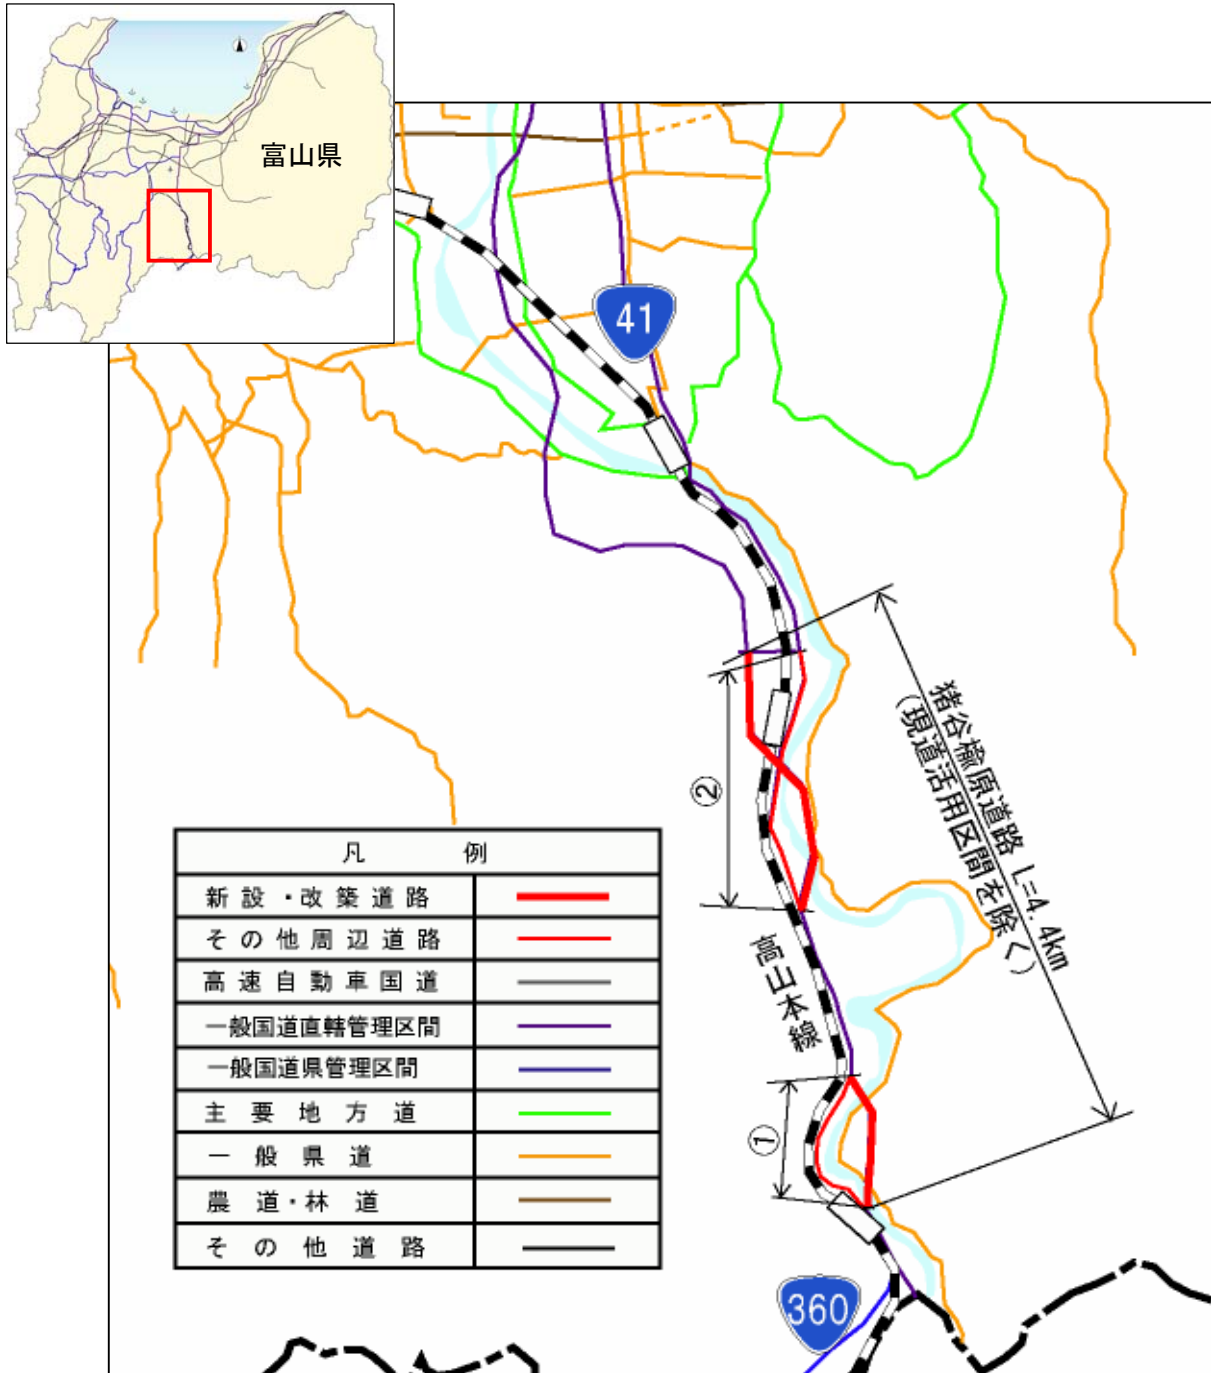 富山県
41
猪谷楡原道路 L=4.4km
（現道活用区間を除く）
②
高山本線
①
360
凡例
新設・改築道路
その他周辺道路
高速自動車国道
一般国道直轄管理区間
一般国道県管理区間
主要地方道
一般県道
農道・林道
その他道路